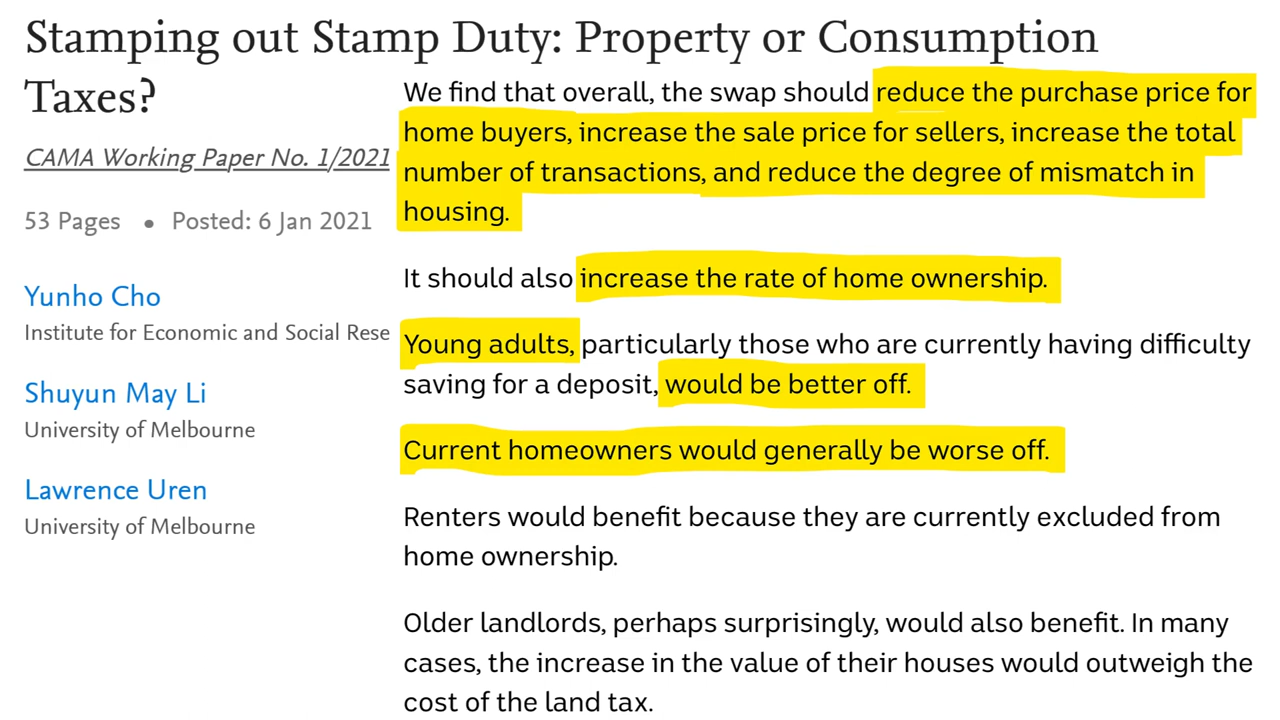 Stamping out Stamp Duty: Property or Consumption
Taxes?
CAMA Working Paper No. 1/2021
53 Pages • Posted: 6 Jan 2021
Yunho Cho
Institute for Economic and Social Rese
Shuyun May Li
University of Melbourne
Lawrence Uren
University of Melbourne
We find that overall, the swap should reduce the purchase price for
home buyers, increase the sale price for sellers, increase the total
number of transactions, and reduce the degree of mismatch in
housing.
It should also increase the rate of home ownership.
Young adults, particularly those who are currently having difficulty
saving for a deposit, would be better off.
Current homeowners would generally be worse off.
Renters would benefit because they are currently excluded from
home ownership.
Older landlords, perhaps surprisingly, would also benefit. In many
cases, the increase in the value of their houses would outweigh the
cost of the land tax.